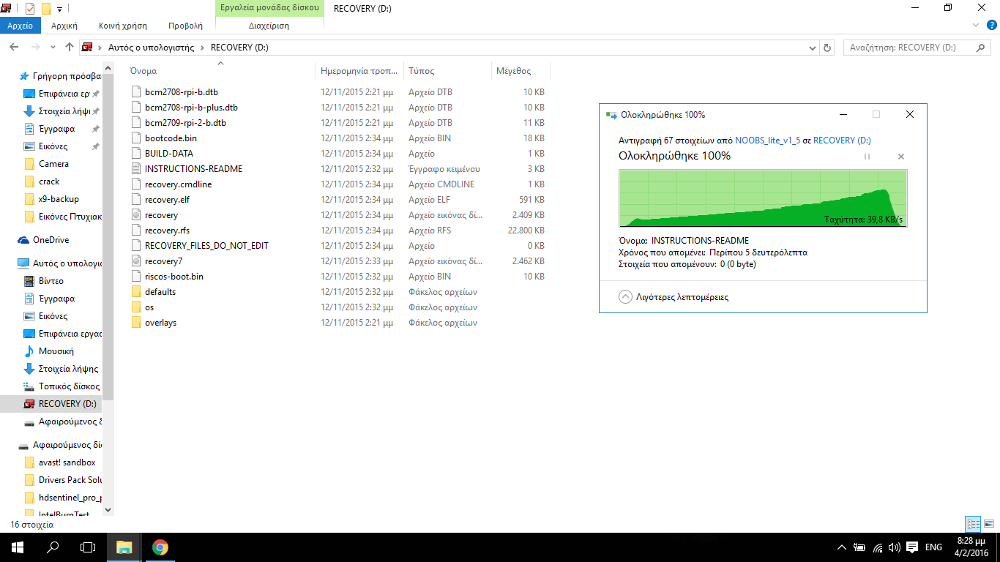 Εργαλεία μονάδας δίσκου
RECOVERY (D:)
Αρχείο
Αρχική
Κοινή χρήση
Προβολή
Διαχείριση
Αυτός ο υπολογιστής
RECOVERY (D:)
Αναζήτηση: RECOVERY (D:)
Γρήγορη πρόσβα
Επιφάνεια ερ
Στοιχεία λήψ
Έγγραφα
Εικόνες
Camera
crack
x9-backup
Εικόνες Πτυχιακ
OneDrive
Αυτός ο υπολογι
Βίντεο
Έγγραφα
Εικόνες
Επιφάνεια εργασ
Μουσική
Στοιχεία λήψης
Τοπικός δίσκος
RECOVERY (D:)
Αφαιρούμενος δ
Αφαιρούμενος δί
avast! sandbox
Drivers Pack Solu
hdsentinel_pro_p
IntelBurnTest
Όνομα Ημερομηνία τροπ... Τύπος Μέγεθος
bcm2708-rpi-b.dtb 12/11/2015 2:21 μμ Αρχείο DTB 10 KB
bcm2708-rpi-b-plus.dtb 12/11/2015 2:21 μμ Αρχείο DTB 10 KB
bcm2709-rpi-2-b.dtb 12/11/2015 2:21 μμ Αρχείο DTB 11 KB
bootcode.bin 12/11/2015 2:34 μμ Αρχείο BIN 18 KB
BUILD-DATA 12/11/2015 2:34 μμ Αρχείο 1 KB
INSTRUCTIONS-README 12/11/2015 2:32 μμ Έγγραφο κειμένου 3 KB
recovery.cmdline 12/11/2015 2:34 μμ Αρχείο CMDLINE 1 KB
recovery.elf 12/11/2015 2:34 μμ Αρχείο ELF 591 KB
recovery 12/11/2015 2:34 μμ Αρχείο εικόνας δί... 2.409 KB
recovery.rfs 12/11/2015 2:34 μμ Αρχείο RFS 22.800 KB
RECOVERY_FILES_DO_NOT_EDIT 12/11/2015 2:34 μμ Αρχείο 0 KB
recovery7 12/11/2015 2:33 μμ Αρχείο εικόνας δί... 2.462 KB
riscos-boot.bin 12/11/2015 2:32 μμ Αρχείο BIN 10 KB
defaults 12/11/2015 2:32 μμ Φάκελος αρχείων
os 12/11/2015 2:32 μμ Φάκελος αρχείων
overlays 12/11/2015 2:21 μμ Φάκελος αρχείων
Ολοκληρώθηκε 100%
Αντιγραφή 67 στοιχείων από NOOBS_lite_v1_5 σε RECOVERY (D:)
Ολοκληρώθηκε 100%
Ταχύτητα: 39,8 KB/s
Όνομα: INSTRUCTIONS-README
Χρόνος που απομένει: Περίπου 5 δευτερόλεπτα
Στοιχεία που απομένουν: 0 (0 byte)
Λιγότερες λεπτομέρειες
16 στοιχεία
ENG
8:28 μμ
4/2/2016